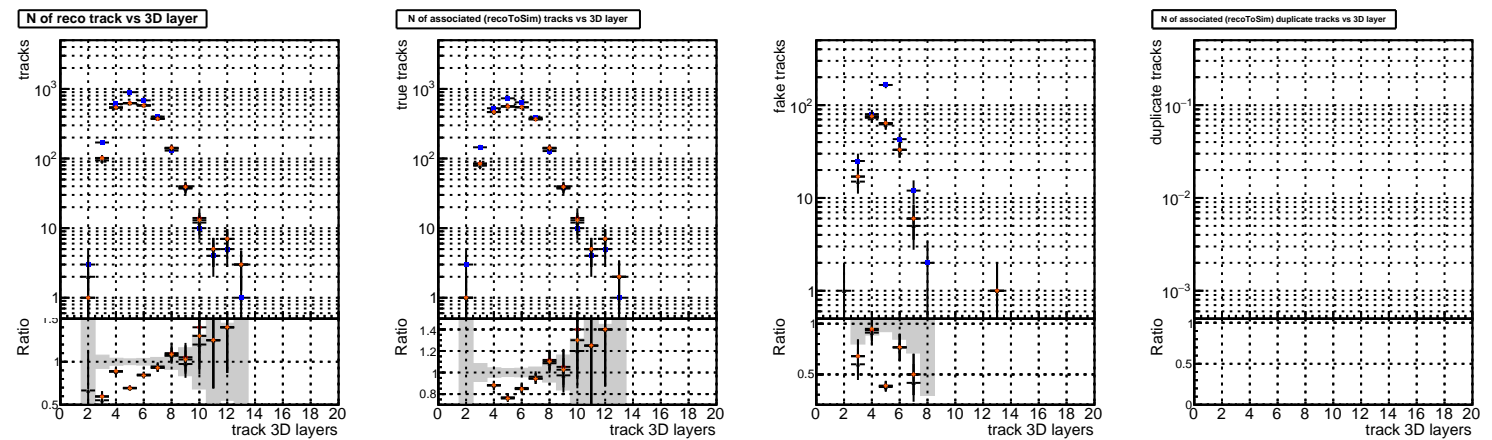 N of reco track vs 3D layer
tracks
10³
10²
10
1
1.5
Ratio
1
0.5
0 2 4 6 8 10 12 14 16 18 20
track 3D layers
N of associated (recoToSim) tracks vs 3D layer
true tracks
10³
10²
10
1
Ratio
1.4
1.2
1
0.8
0 2 4 6 8 10 12 14 16 18 20
track 3D layers
fake tracks
10²
10
1
Ratio
1
0.5
0 2 4 6 8 10 12 14 16 18 20
track 3D layers
N of associated (recoToSim) duplicate tracks vs 3D layer
duplicate tracks
10⁻¹
10⁻²
10⁻³
Ratio
1
0.5
0
0 2 4 6 8 10 12 14 16 18 20
track 3D layers